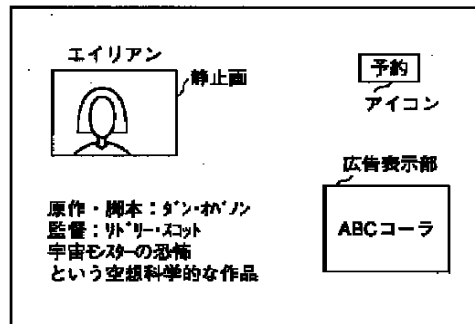 エイリアン
静止画
予約
アイコン
広告表示部
ABCコーラ
原作・脚本:ダン・オバノン
監督:リドリー・スコット
宇宙モンスターの恐怖
という空想科学的な作品